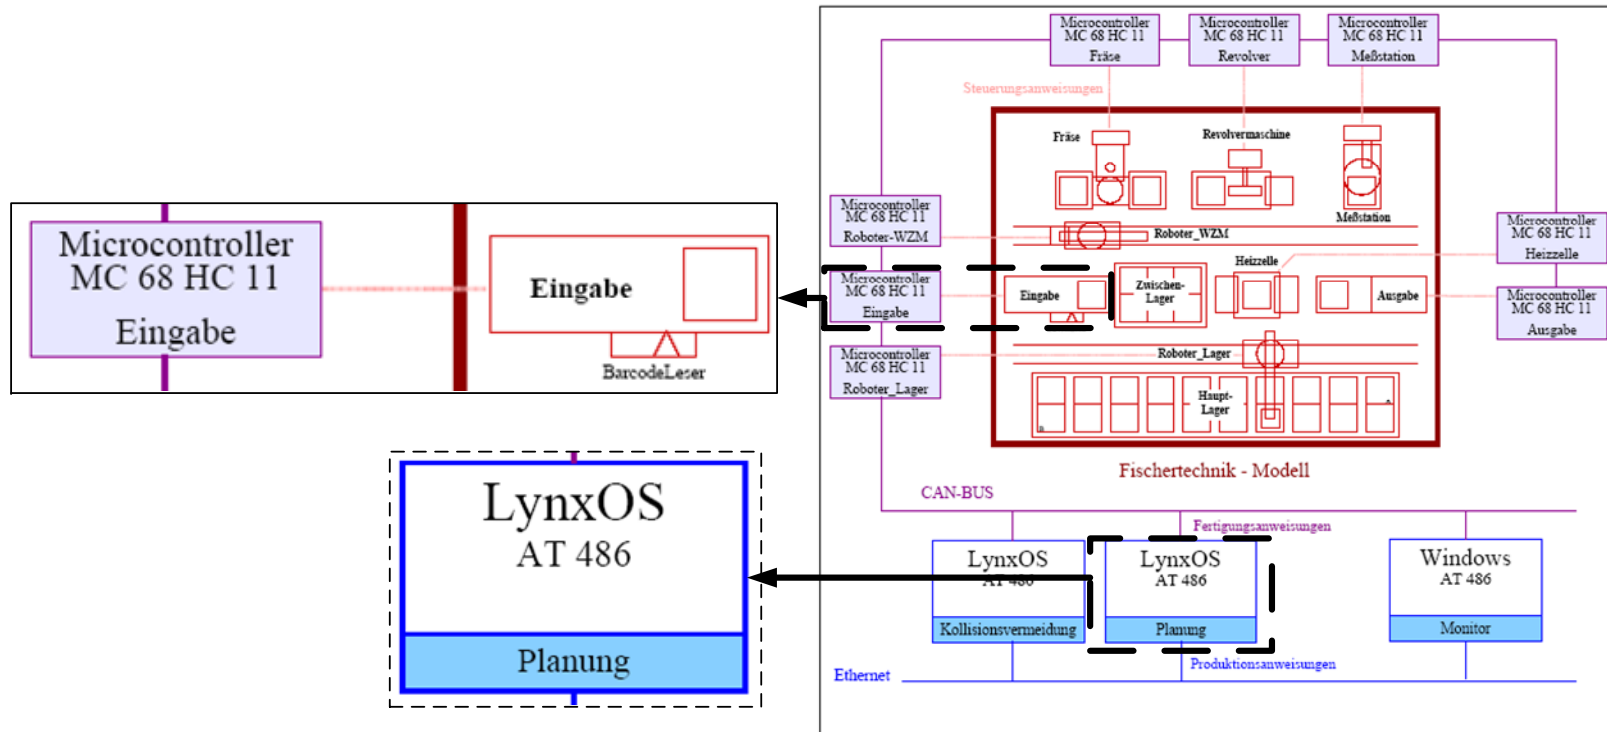 Microcontroller
MC 68 HC 11
Eingabe
Eingabe
BarcodeLeser
LynxOS
AT 486
Planung
Microcontroller
MC 68 HC 11
Fräse
Microcontroller
MC 68 HC 11
Revolver
Microcontroller
MC 68 HC 11
Meßstation
Steuerungsanweisungen
Fräse
Revolvermaschine
Meßstation
Microcontroller
MC 68 HC 11
Roboter-WZM
Roboter_WZM
Microcontroller
MC 68 HC 11
Heizzelle
Heizzelle
Microcontroller
MC 68 HC 11
Eingabe
Eingabe
Zwischen-
Lager
Ausgabe
Microcontroller
MC 68 HC 11
Ausgabe
Microcontroller
MC 68 HC 11
Roboter_Lager
Roboter_Lager
Haupt-
Lager
Fischertechnik - Modell
CAN-BUS
Fertigungsanweisungen
LynxOS
AT 486
Kollisionsvermeidung
LynxOS
AT 486
Planung
Windows
AT 486
Monitor
Produktionsanweisungen
Ethernet